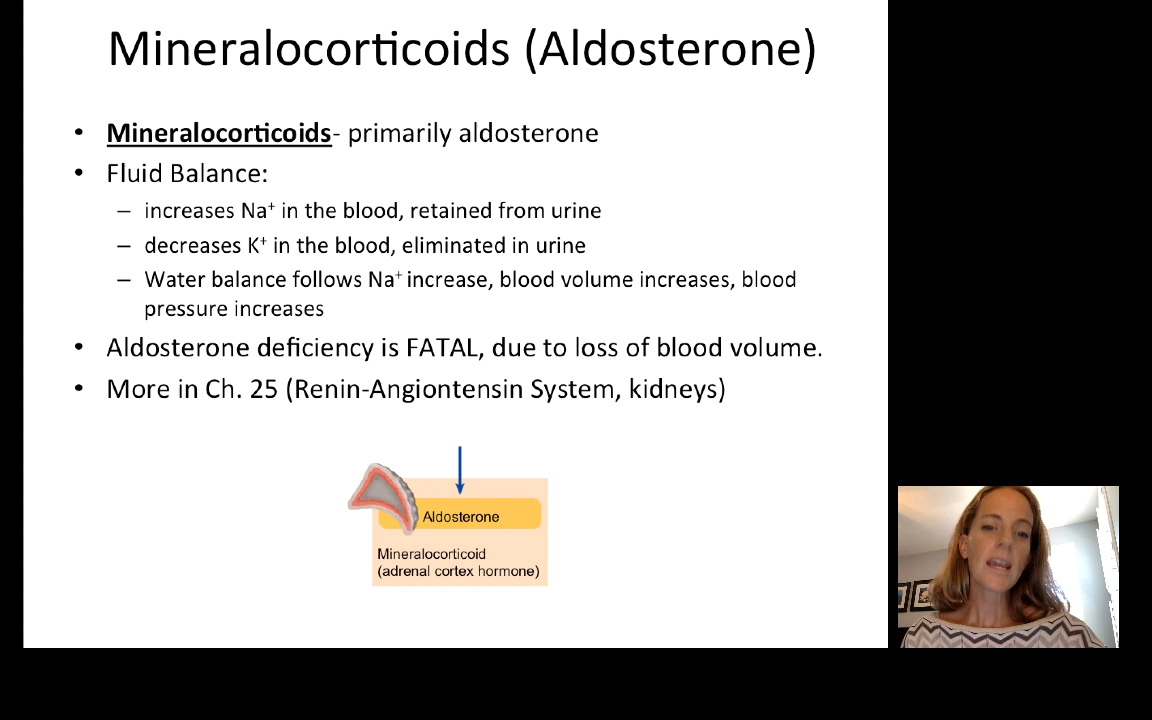 Mineralocorticoids (Aldosterone)
• Mineralocorticoids- primarily aldosterone
• Fluid Balance:
– increases Na⁺ in the blood, retained from urine
– decreases K⁺ in the blood, eliminated in urine
– Water balance follows Na⁺ increase, blood volume increases, blood
pressure increases
• Aldosterone deficiency is FATAL, due to loss of blood volume.
• More in Ch. 25 (Renin-Angiontensin System, kidneys)
Aldosterone
Mineralocorticoid
(adrenal cortex hormone)